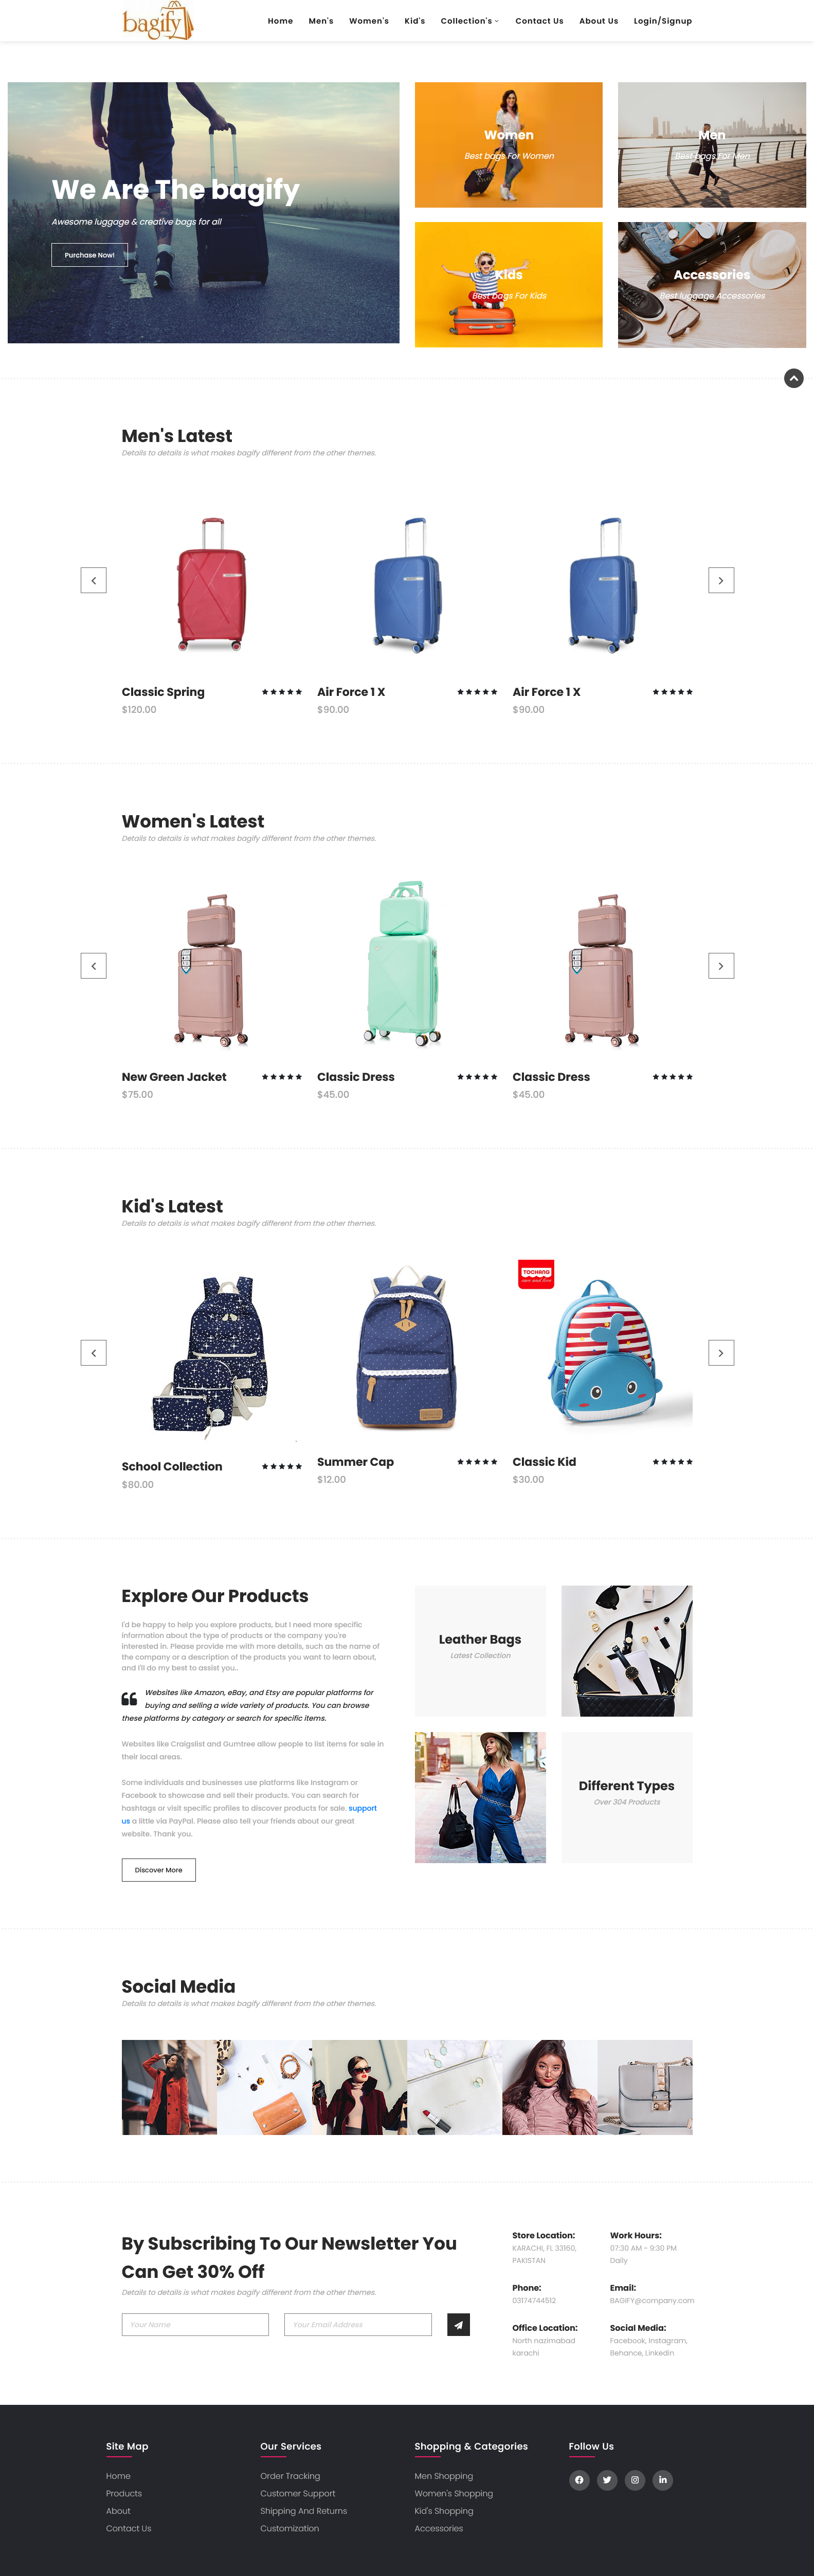 bagify
Home Men's Women's Kid's Collection's Contact Us About Us Login/Signup
We Are The bagify
Awesome luggage & creative bags for all
Purchase Now!
Women
Best bags For Women
Men
Best bags For Men
Kids
Best bags For Kids
Accessories
Best luggage Accessories
Men's Latest
Details to details is what makes bagify different from the other themes.
Classic Spring
$120.00
Air Force 1 X
$90.00
Air Force 1 X
$90.00
Women's Latest
Details to details is what makes bagify different from the other themes.
New Green Jacket
$75.00
Classic Dress
$45.00
Classic Dress
$45.00
Kid's Latest
Details to details is what makes bagify different from the other themes.
TOCHANG
School Collection
$80.00
Summer Cap
$12.00
Classic Kid
$30.00
Explore Our Products
I'd be happy to help you explore products, but I need more specific
information about the type of products or the company you're
interested in. Please provide me with more details, such as the name of
the company or a description of the products you want to learn about,
and I'll do my best to assist you..
Websites like Amazon, eBay, and Etsy are popular platforms for
buying and selling a wide variety of products. You can browse
these platforms by category or search for specific items.
Websites like Craigslist and Gumtree allow people to list items for sale in
their local areas.
Some individuals and businesses use platforms like Instagram or
Facebook to showcase and sell their products. You can search for
hashtags or visit specific profiles to discover products for sale. support
us a little via PayPal. Please also tell your friends about our great
website. Thank you.
Discover More
Leather Bags
Latest Collection
Different Types
Over 304 Products
Social Media
Details to details is what makes bagify different from the other themes.
By Subscribing To Our Newsletter You
Can Get 30% Off
Details to details is what makes bagify different from the other themes.
Your Name
Your Email Address
Store Location:
KARACHI, FL 33160,
PAKISTAN
Phone:
03174744512
Office Location:
North nazimabad
karachi
Work Hours:
07:30 AM - 9:30 PM
Daily
Email:
BAGIFY@company.com
Social Media:
Facebook, Instagram,
Behance, Linkedin
Site Map
Home
Products
About
Contact Us
Our Services
Order Tracking
Customer Support
Shipping And Returns
Customization
Shopping & Categories
Men Shopping
Women's Shopping
Kid's Shopping
Accessories
Follow Us